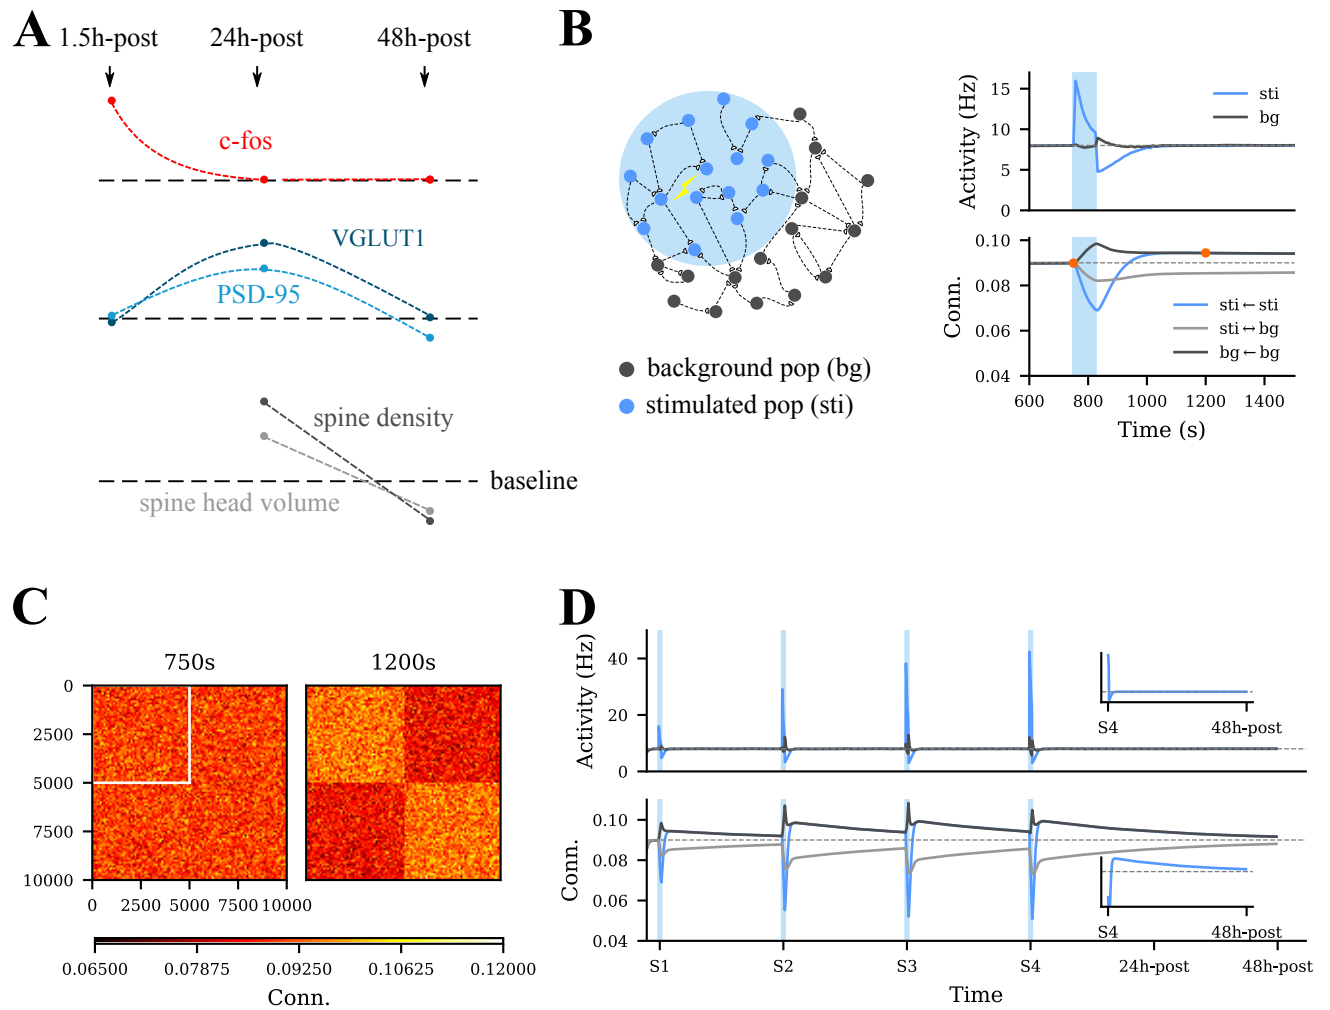 A
1.5h-post
24h-post
48h-post
c-fos
VGLUT1
PSD-95
spine density
baseline
spine head volume
B
background pop (bg)
stimulated pop (sti)
Activity (Hz)
15
10
5
0
sti
bg
Conn.
0.10
0.08
0.06
0.04
sti←sti
sti↔bg
bg←bg
600 800 1000 1200 1400
Time (s)
C
750s
1200s
0
2500
5000
7500
10000
0 2500 5000 7500 10000
0.06500 0.07875 0.09250 0.10625 0.12000
Conn.
D
Activity (Hz)
40
20
0
S4 48h-post
Conn.
0.10
0.08
0.06
0.04
S4 48h-post
S1 S2 S3 S4 24h-post 48h-post
Time